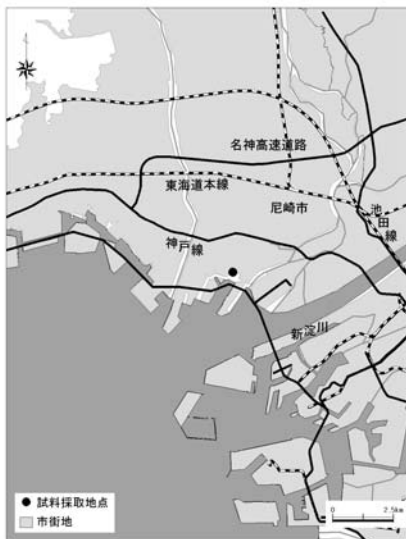 名神高速道路
東海道本線
尼崎市
池田線
神戸線
新淀川
● 試料採取地点
市街地
0 2.5km